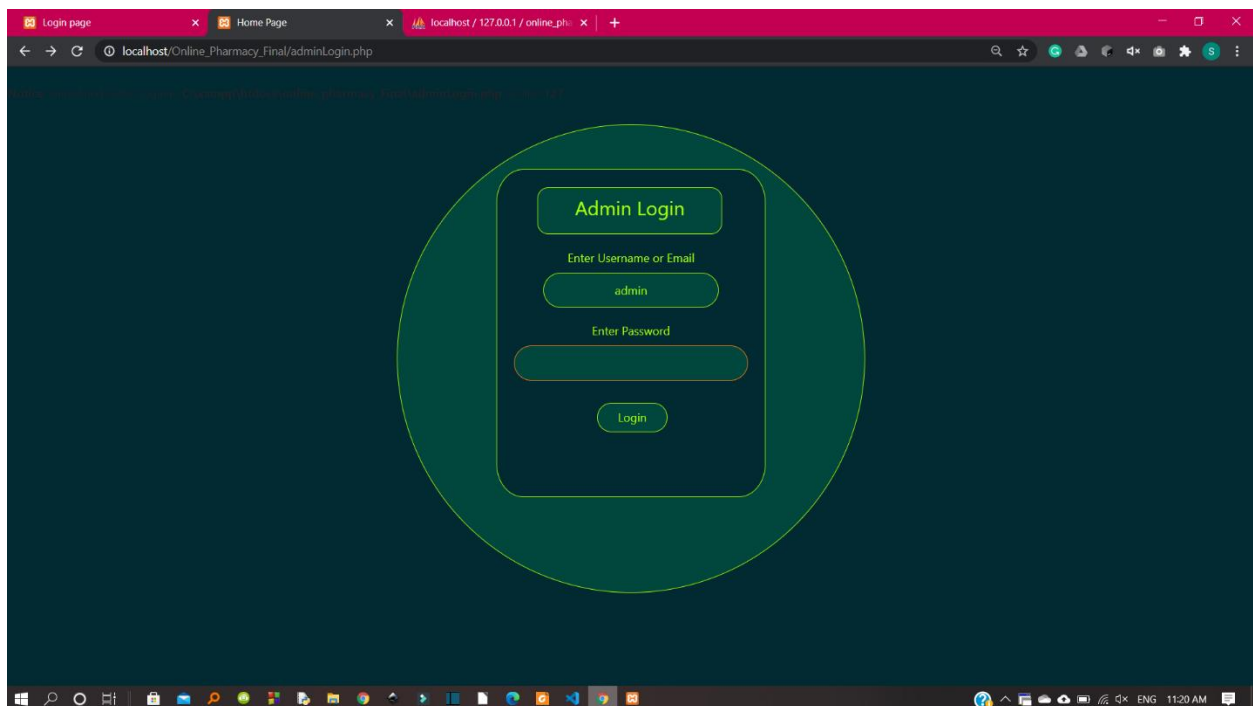 Login page
Home Page
localhost / 127.0.0.1 / online_pha
localhost/Online_Pharmacy_Final/adminLogin.php
S
Admin Login
Enter Username or Email
admin
Enter Password
Login
ENG 11:20 AM